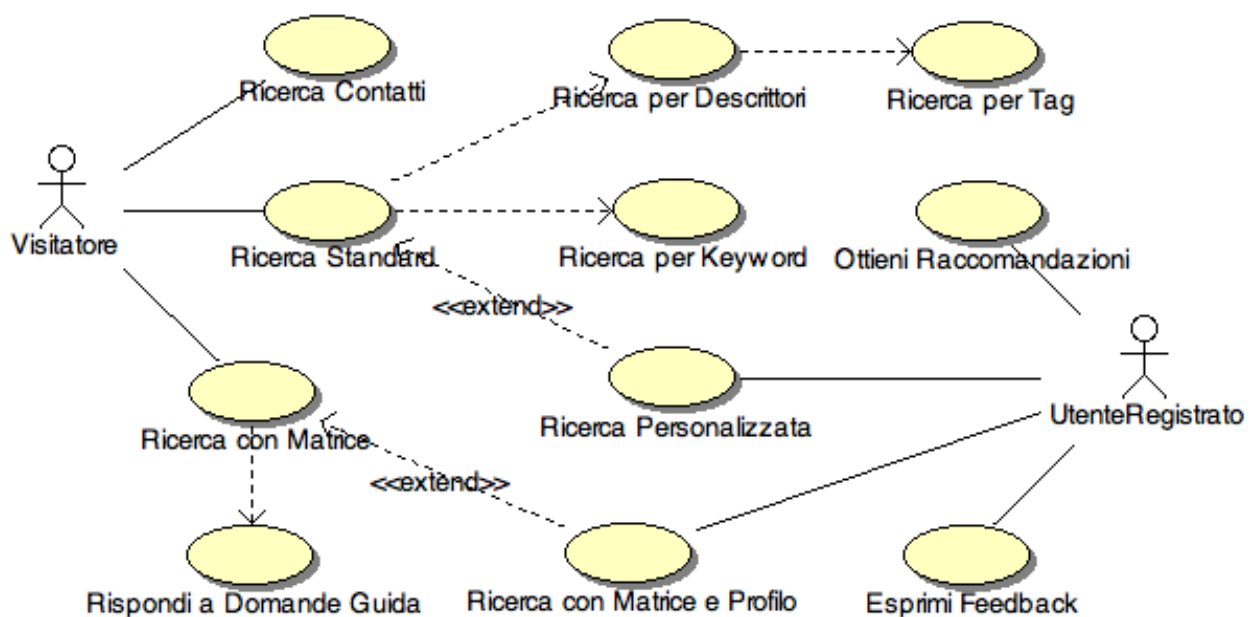 Ricerca Contatti
Ricerca per Descrittori
Ricerca per Tag
Visitatore
Ricerca Standard
Ricerca per Keyword
Ottieni Raccomandazioni
<<extend>>
UtenteRegistrato
Ricerca Personalizzata
Ricerca con Matrice
<<extend>>
Rispondi a Domande Guida
Ricerca con Matrice e Profilo
Esprimi Feedback